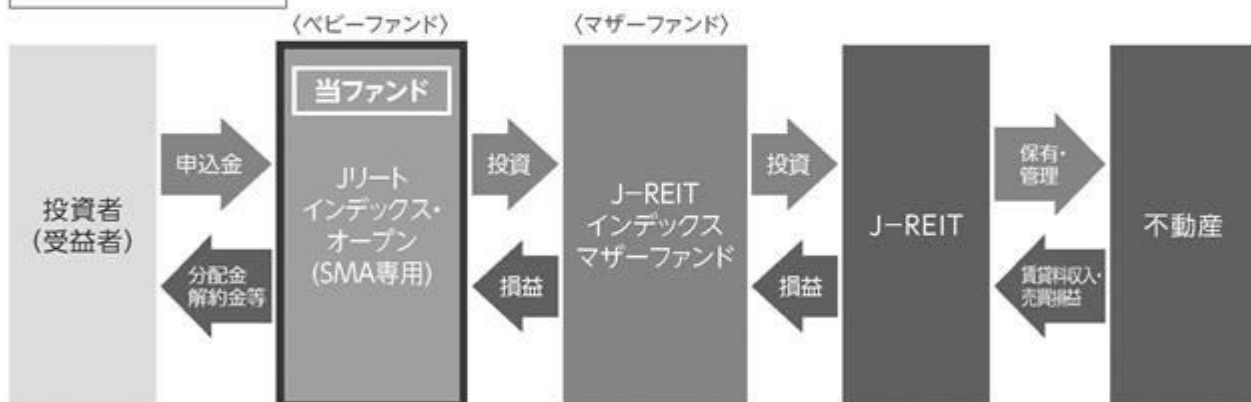 〈ベビーファンド〉
〈マザーファンド〉
投資者
(受益者)
申込金
分配金
解約金等
当ファンド
Jリート
インデックス・
オープン
(SMA専用)
投資
損益
J−REIT
インデックス
マザーファンド
投資
損益
J−REIT
保有・
管理
賃貸料収入・
売買損益
不動産